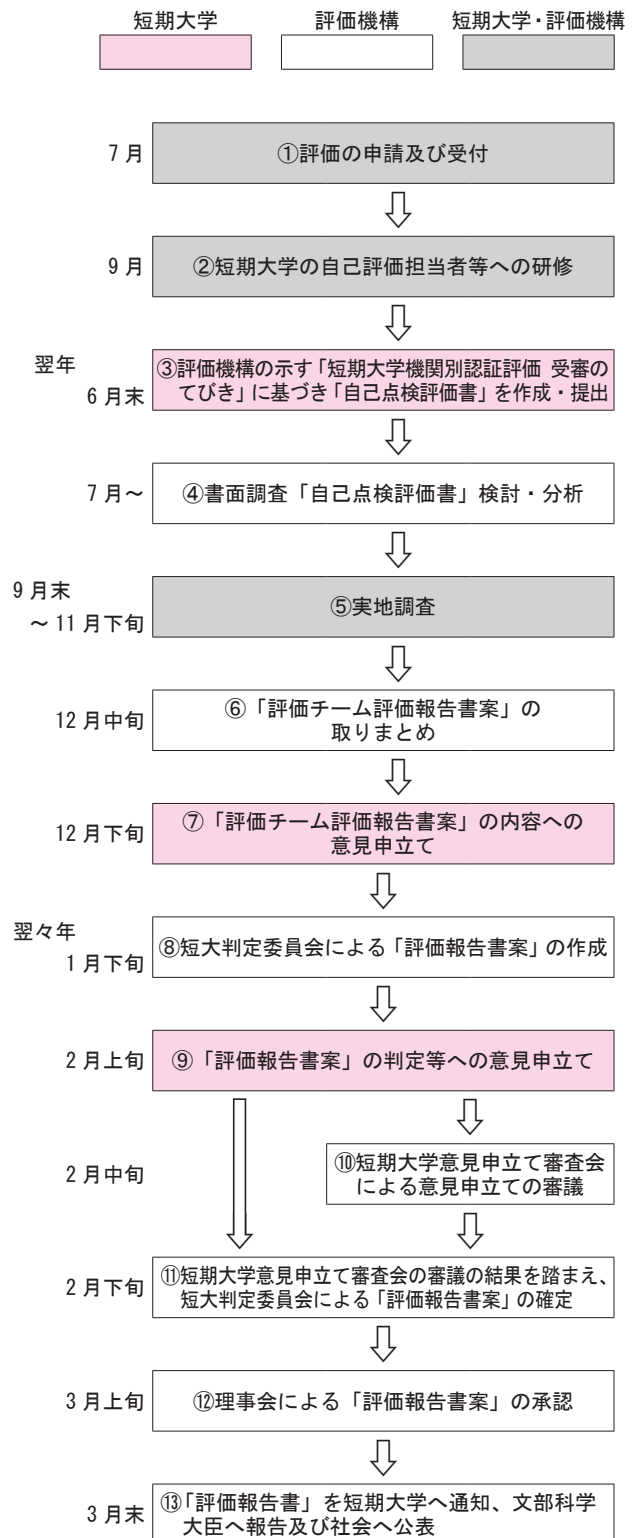 短期大学
評価機構
短期大学・評価機構
7月
①評価の申請及び受付
9月
②短期大学の自己評価担当者等への研修
翌年
6月末
③評価機構の示す「短期大学機関別認証評価 受審の
てびき」に基づき「自己点検評価書」を作成・提出
7月～
④書面調査「自己点検評価書」検討・分析
9月末
～11月下旬
⑤実地調査
12月中旬
⑥「評価チーム評価報告書案」の
取りまとめ
12月下旬
⑦「評価チーム評価報告書案」の内容への
意見申立て
翌々年
1月下旬
⑧短大判定委員会による「評価報告書案」の作成
2月上旬
⑨「評価報告書案」の判定等への意見申立て
2月中旬
⑩短期大学意見申立て審査会
による意見申立ての審議
2月下旬
⑪短期大学意見申立て審査会の審議の結果を踏まえ、
短大判定委員会による「評価報告書案」の確定
3月上旬
⑫理事会による「評価報告書案」の承認
3月末
⑬「評価報告書」を短期大学へ通知、文部科学
大臣へ報告及び社会へ公表